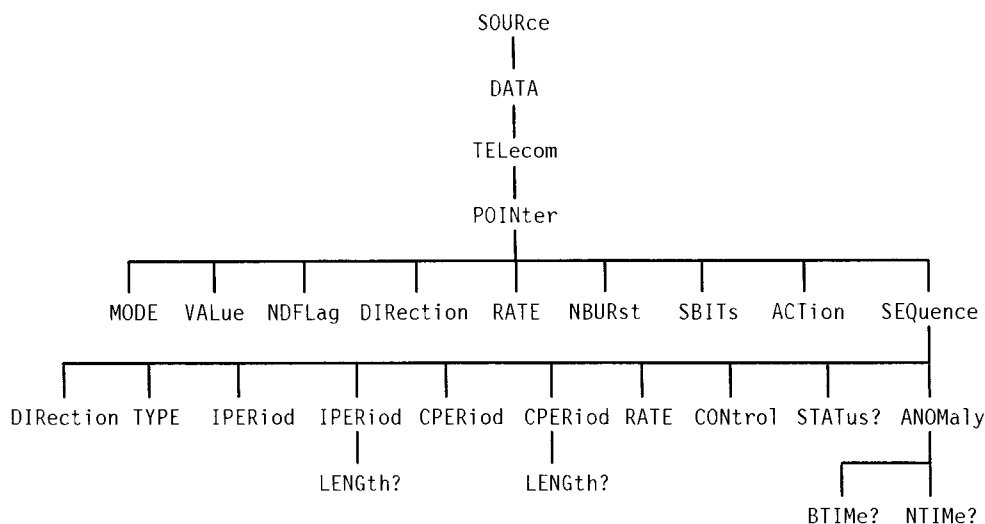 SOURce
DATA
TELecom
POINter
MODE VALue NDFLag DIRection RATE NBURst SBITs ACTion SEQuence
DIRection TYPE IPERiod IPERiod CPERiod CPERiod RATE CONtrol STATus? ANOMaly
LENGth? LENGth?
BTIMe? NTIMe?